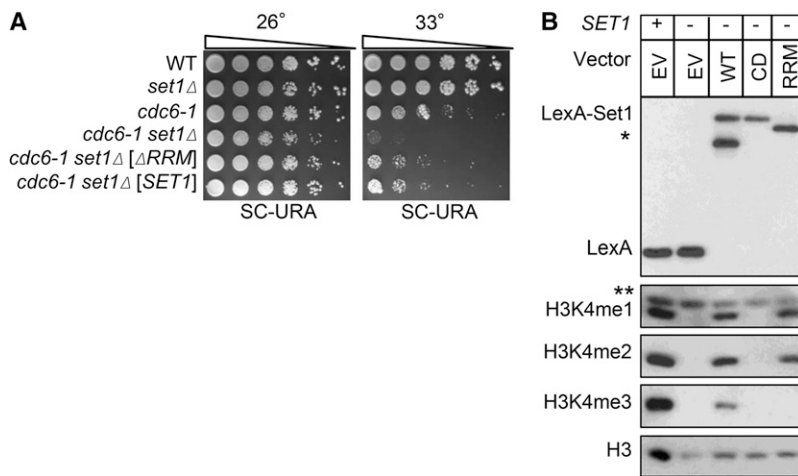 A
26° 33°
WT
set1Δ
cdc6-1
cdc6-1 set1Δ
cdc6-1 set1Δ [ΔRRM]
cdc6-1 set1Δ [SET1]
SC-URA SC-URA
B
SET1 + - - - -
Vector EV EV WT CD RRM
LexA-Set1
*
LexA
**
H3K4me1
H3K4me2
H3K4me3
H3